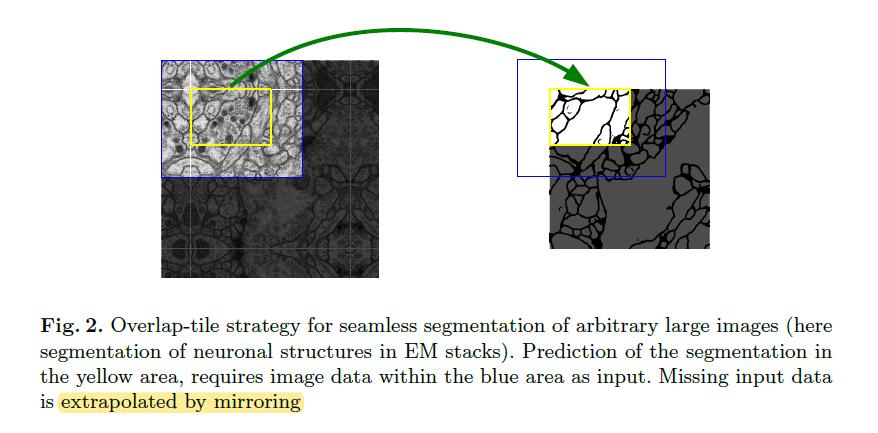 Fig. 2. Overlap-tile strategy for seamless segmentation of arbitrary large images (here
segmentation of neuronal structures in EM stacks). Prediction of the segmentation in
the yellow area, requires image data within the blue area as input. Missing input data
is extrapolated by mirroring